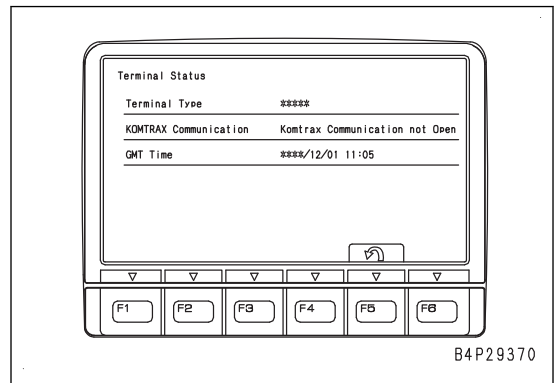 Terminal Status
Terminal Type *****
KOMTRAX Communication Komtrax Communication not Open
GMT Time ****/12/01 11:05
F1 F2 F3 F4 F5 F6
B4P29370